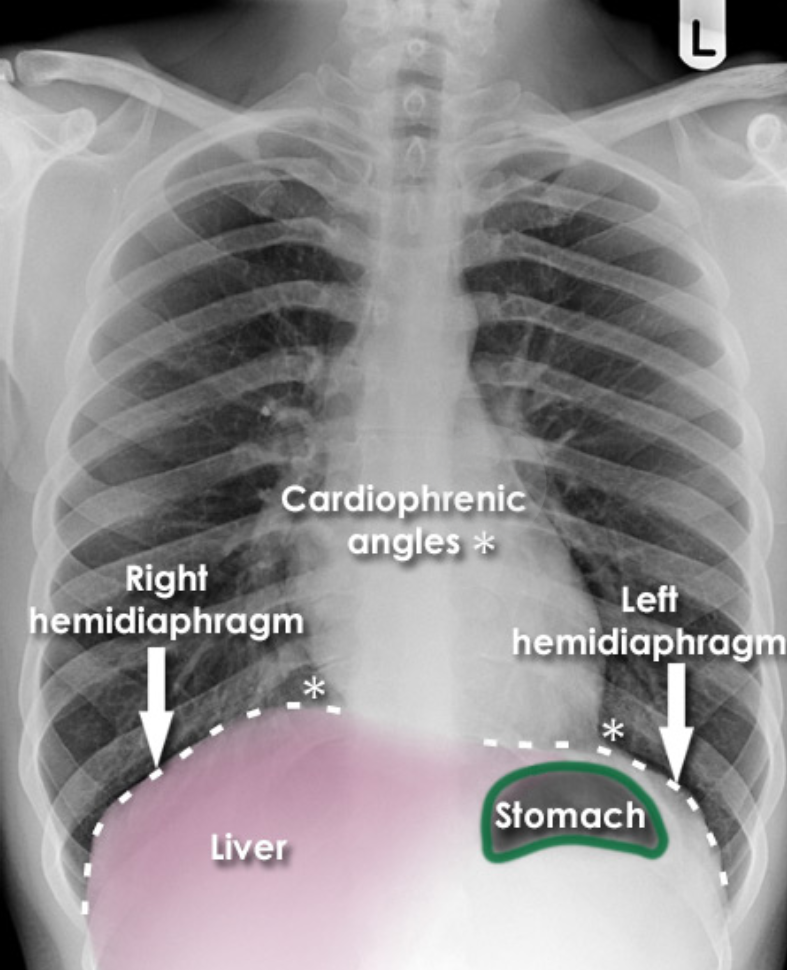 L
Cardiophrenic
angles *
Right
hemidiaphragm
Left
hemidiaphragm
*
*
Stomach
Liver